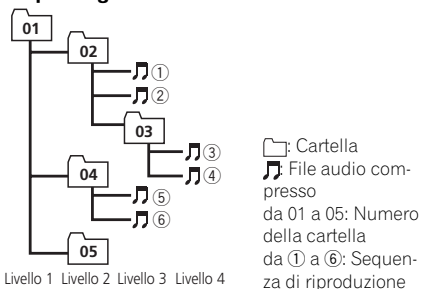 01
02
①
②
03
③
④
04
⑤
⑥
05
Livello 1 Livello 2 Livello 3 Livello 4
: Cartella
: File audio com-
presso
da 01 a 05: Numero
della cartella
da ① a ⑥: Sequen-
za di riproduzione